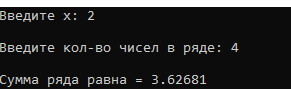 Введите x: 2
Введите кол-во чисел в ряде: 4
Сумма ряда равна = 3.62681